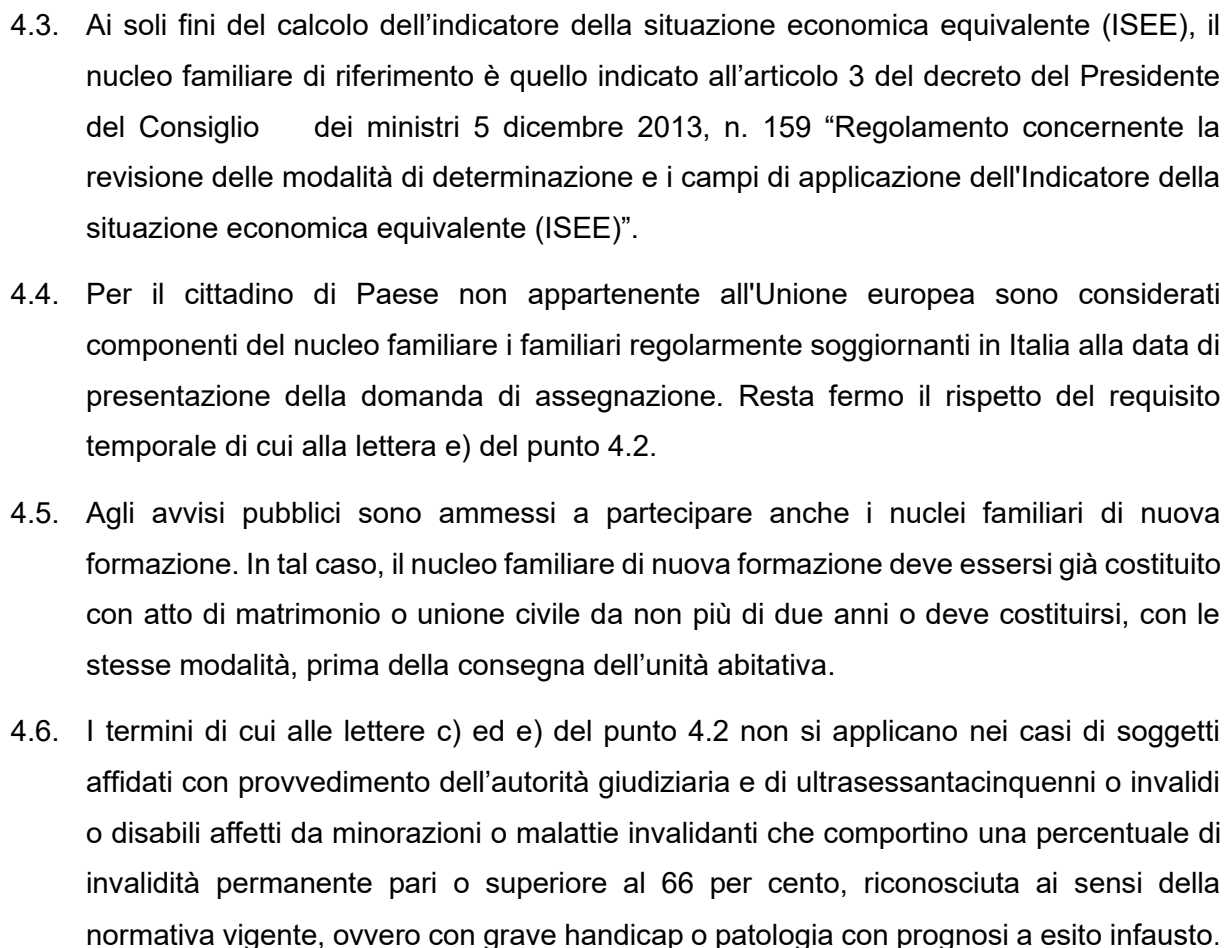 4.3. Ai soli fini del calcolo dell’indicatore della situazione economica equivalente (ISEE), il
nucleo familiare di riferimento è quello indicato all’articolo 3 del decreto del Presidente
del Consiglio dei ministri 5 dicembre 2013, n. 159 “Regolamento concernente la
revisione delle modalità di determinazione e i campi di applicazione dell'Indicatore della
situazione economica equivalente (ISEE)”.
4.4. Per il cittadino di Paese non appartenente all'Unione europea sono considerati
componenti del nucleo familiare i familiari regolarmente soggiornanti in Italia alla data di
presentazione della domanda di assegnazione. Resta fermo il rispetto del requisito
temporale di cui alla lettera e) del punto 4.2.
4.5. Agli avvisi pubblici sono ammessi a partecipare anche i nuclei familiari di nuova
formazione. In tal caso, il nucleo familiare di nuova formazione deve essersi già costituito
con atto di matrimonio o unione civile da non più di due anni o deve costituirsi, con le
stesse modalità, prima della consegna dell’unità abitativa.
4.6. I termini di cui alle lettere c) ed e) del punto 4.2 non si applicano nei casi di soggetti
affidati con provvedimento dell’autorità giudiziaria e di ultrasessantacinquenni o invalidi
o disabili affetti da minorazioni o malattie invalidanti che comportino una percentuale di
invalidità permanente pari o superiore al 66 per cento, riconosciuta ai sensi della
normativa vigente, ovvero con grave handicap o patologia con prognosi a esito infausto.